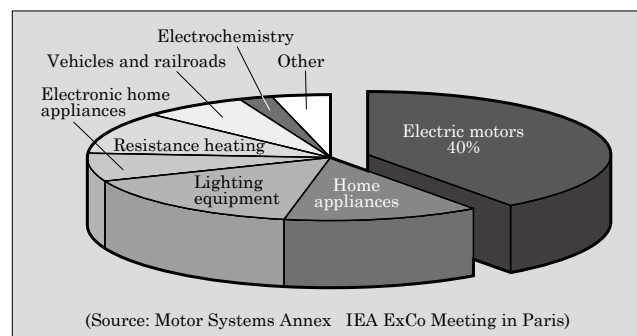 Electrochemistry
Vehicles and railroads
Other
Electronic home
appliances
Resistance heating
Lighting
equipment
Home
appliances
Electric motors
40%
(Source: Motor Systems Annex IEA ExCo Meeting in Paris)